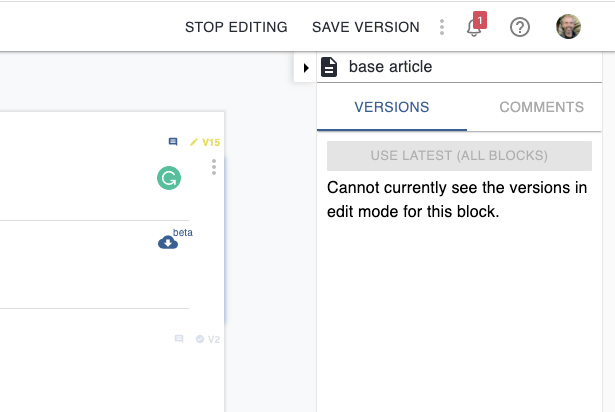 STOP EDITING SAVE VERSION 1
base article
VERSIONS COMMENTS
V15
USE LATEST (ALL BLOCKS)
Cannot currently see the versions in
edit mode for this block.
beta
V2